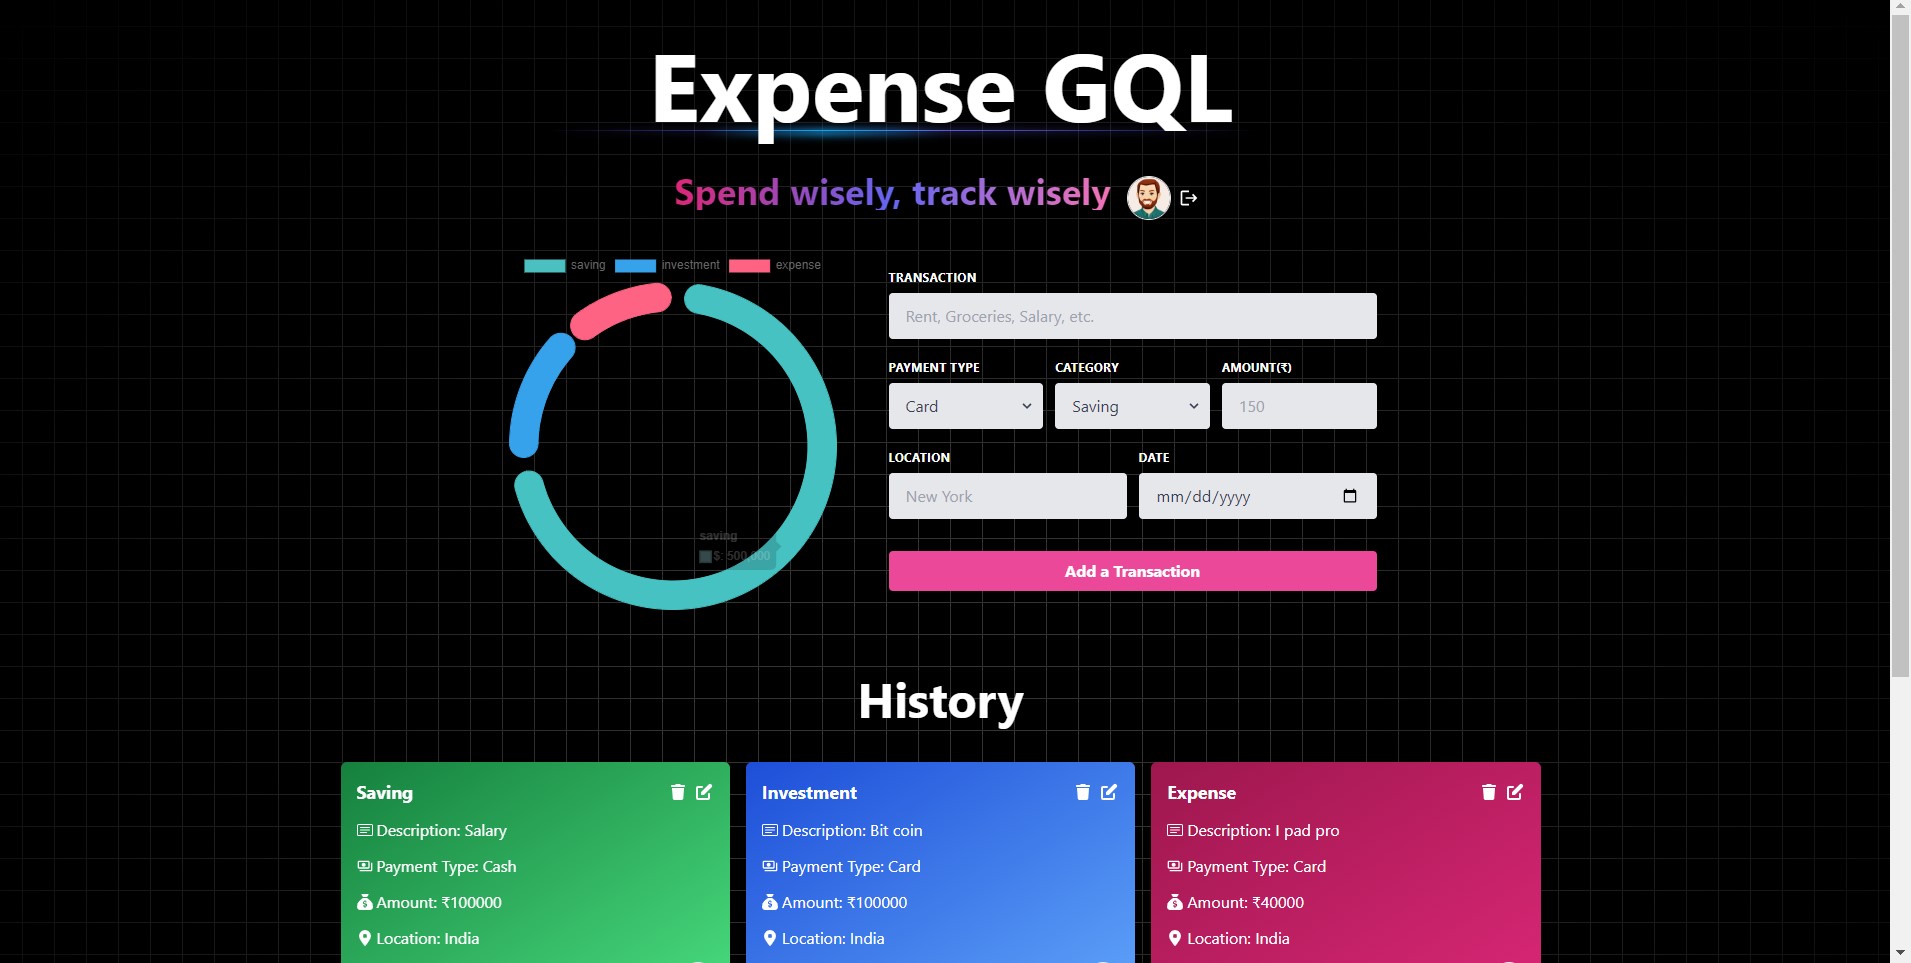 Expense GQL
Spend wisely, track wisely
saving investment expense
saving
$: 500,000
TRANSACTION
Rent, Groceries, Salary, etc.
PAYMENT TYPE CATEGORY AMOUNT(₹)
Card Saving 150
LOCATION DATE
New York mm/dd/yyyy
Add a Transaction
History
Saving
Description: Salary
Payment Type: Cash
Amount: ₹100000
Location: India
Investment
Description: Bit coin
Payment Type: Card
Amount: ₹100000
Location: India
Expense
Description: I pad pro
Payment Type: Card
Amount: ₹40000
Location: India